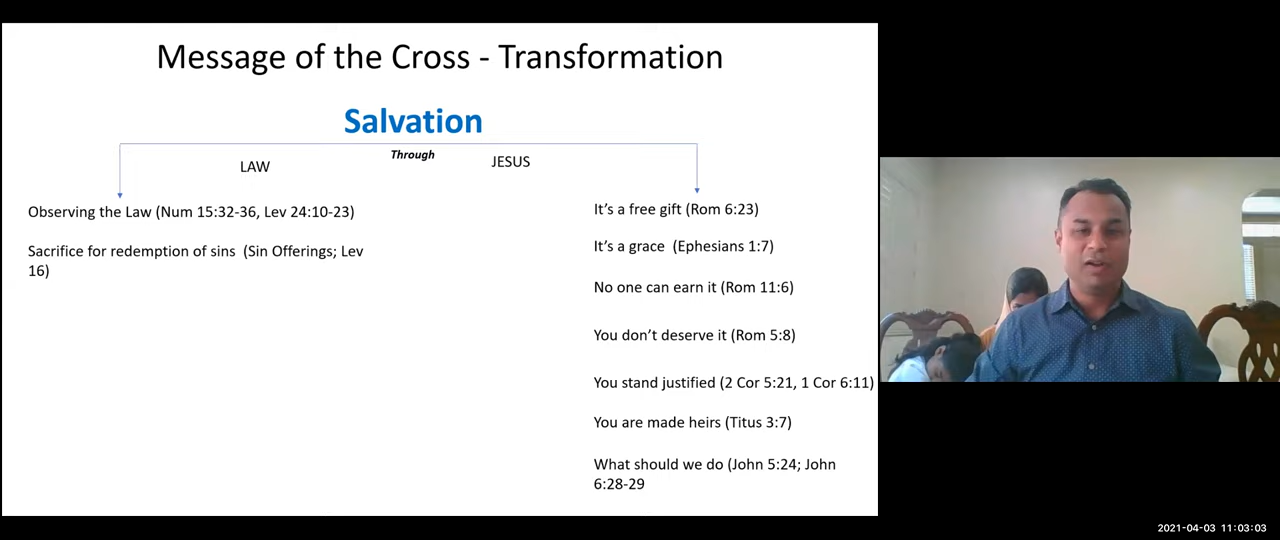 Message of the Cross - Transformation
Salvation
Through
LAW
JESUS
Observing the Law (Num 15:32-36, Lev 24:10-23)
Sacrifice for redemption of sins  (Sin Offerings; Lev
16)
It's a free gift (Rom 6:23)
It's a grace  (Ephesians 1:7)
No one can earn it (Rom 11:6)
You don't deserve it (Rom 5:8)
You stand justified (2 Cor 5:21, 1 Cor 6:11)
You are made heirs (Titus 3:7)
What should we do (John 5:24; John
6:28-29
2021-04-03 11:03:03